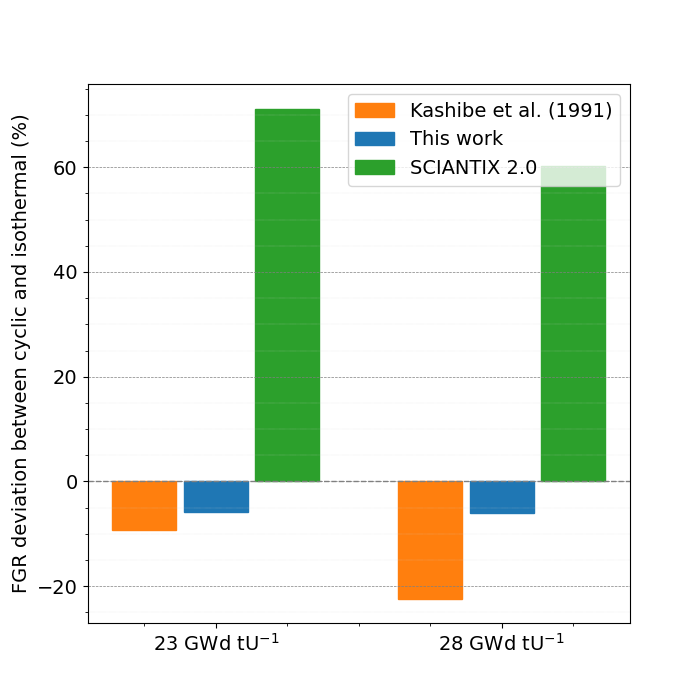 FGR deviation between cyclic and isothermal (%)
60
40
20
0
−20
23 GWd tU⁻¹
28 GWd tU⁻¹
Kashibe et al. (1991)
This work
SCIANTIX 2.0